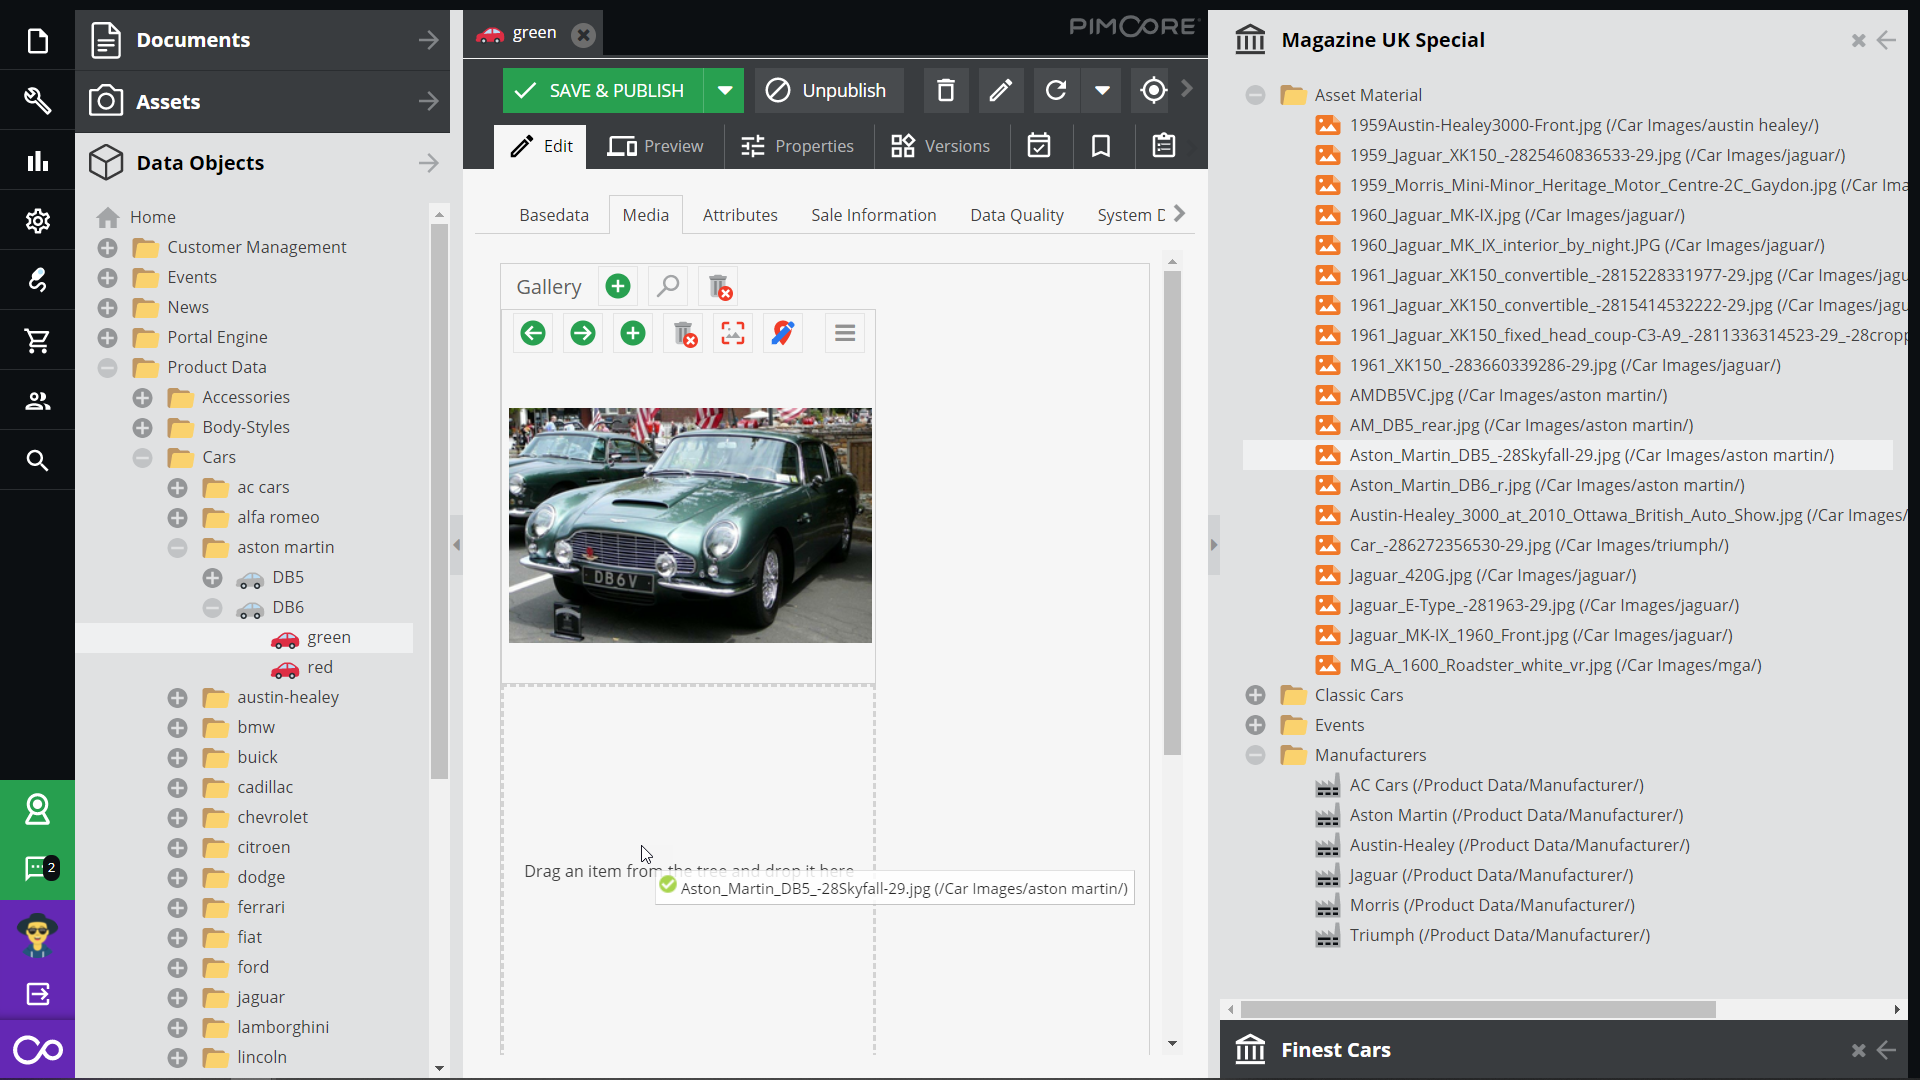 Documents
Assets
Data Objects
Home
Customer Management
Events
News
Portal Engine
Product Data
Accessories
Body-Styles
Cars
ac cars
alfa romeo
aston martin
DB5
DB6
green
red
austin-healey
bmw
buick
cadillac
chevrolet
citroen
dodge
ferrari
fiat
ford
jaguar
lamborghini
lincoln
2
green
PIMCORE
SAVE & PUBLISH
Unpublish
Edit
Preview
Properties
Versions
Basedata
Media
Attributes
Sale Information
Data Quality
System D
Gallery
DB6V
Drag an item from the tree and drop it here
Aston_Martin_DB5_-28Skyfall-29.jpg (/Car Images/aston martin/)
Magazine UK Special
Asset Material
1959Austin-Healey3000-Front.jpg (/Car Images/austin healey/)
1959_Jaguar_XK150_-2825460836533-29.jpg (/Car Images/jaguar/)
1959_Morris_Mini-Minor_Heritage_Motor_Centre-2C_Gaydon.jpg (/Car Ima
1960_Jaguar_MK-IX.jpg (/Car Images/jaguar/)
1960_Jaguar_MK_IX_interior_by_night.JPG (/Car Images/jaguar/)
1961_Jaguar_XK150_convertible_-2815228331977-29.jpg (/Car Images/jagu
1961_Jaguar_XK150_convertible_-2815414532222-29.jpg (/Car Images/jagu
1961_Jaguar_XK150_fixed_head_coup-C3-A9_-2811336314523-29_-28cropp
1961_XK150_-283660339286-29.jpg (/Car Images/jaguar/)
AMDB5VC.jpg (/Car Images/aston martin/)
AM_DB5_rear.jpg (/Car Images/aston martin/)
Aston_Martin_DB5_-28Skyfall-29.jpg (/Car Images/aston martin/)
Aston_Martin_DB6_r.jpg (/Car Images/aston martin/)
Austin-Healey_3000_at_2010_Ottawa_British_Auto_Show.jpg (/Car Images/
Car_-286272356530-29.jpg (/Car Images/triumph/)
Jaguar_420G.jpg (/Car Images/jaguar/)
Jaguar_E-Type_-281963-29.jpg (/Car Images/jaguar/)
Jaguar_MK-IX_1960_Front.jpg (/Car Images/jaguar/)
MG_A_1600_Roadster_white_vr.jpg (/Car Images/mga/)
Classic Cars
Events
Manufacturers
AC Cars (/Product Data/Manufacturer/)
Aston Martin (/Product Data/Manufacturer/)
Austin-Healey (/Product Data/Manufacturer/)
Jaguar (/Product Data/Manufacturer/)
Morris (/Product Data/Manufacturer/)
Triumph (/Product Data/Manufacturer/)
Finest Cars